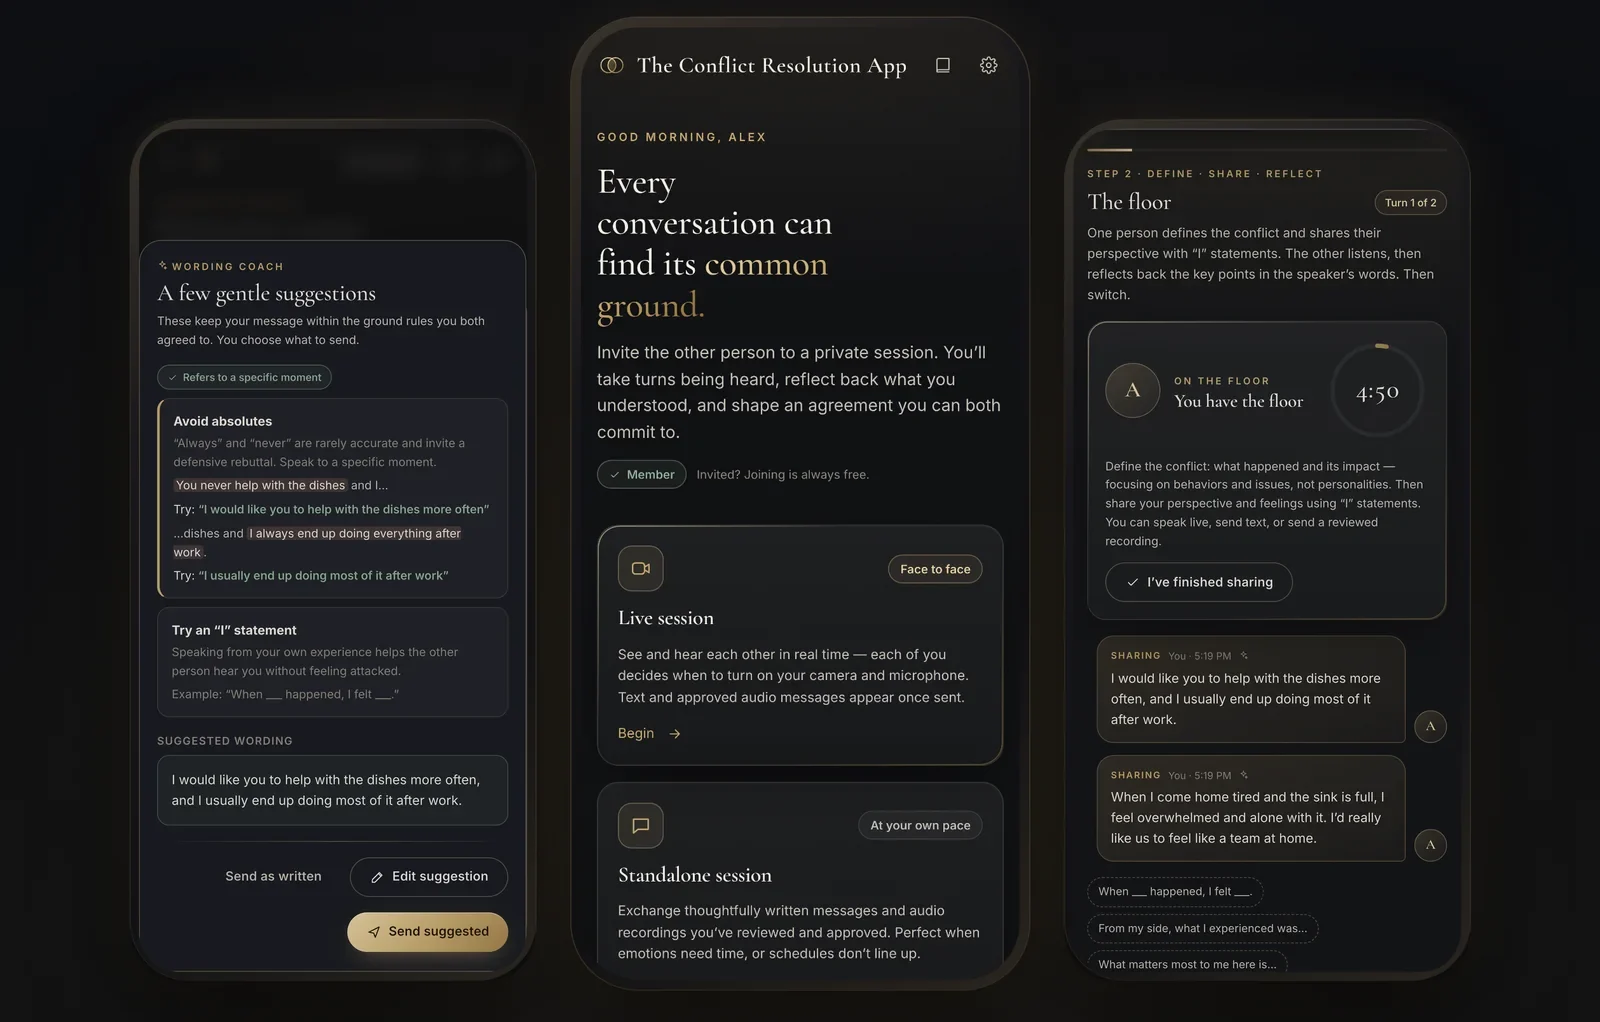 WORDING COACH
A few gentle suggestions
These keep your message within the ground rules you both
agreed to. You choose what to send.
Refers to a specific moment
Avoid absolutes
“Always” and “never” are rarely accurate and invite a
defensive rebuttal. Speak to a specific moment.
You never help with the dishes and I...
Try: “I would like you to help with the dishes more often”
...dishes and I always end up doing everything after
work.
Try: “I usually end up doing most of it after work”
Try an “I” statement
Speaking from your own experience helps the other
person hear you without feeling attacked.
Example: “When ___ happened, I felt ___.”
SUGGESTED WORDING
I would like you to help with the dishes more often,
and I usually end up doing most of it after work.
Send as written
Edit suggestion
Send suggested
The Conflict Resolution App
GOOD MORNING, ALEX
Every
conversation can
find its common
ground.
Invite the other person to a private session. You’ll
take turns being heard, reflect back what you
understood, and shape an agreement you can both
commit to.
Member
Invited? Joining is always free.
Face to face
Live session
See and hear each other in real time — each of you
decides when to turn on your camera and microphone.
Text and approved audio messages appear once sent.
Begin →
At your own pace
Standalone session
Exchange thoughtfully written messages and audio
recordings you’ve reviewed and approved. Perfect when
emotions need time, or schedules don’t line up.
STEP 2 · DEFINE · SHARE · REFLECT
The floor
Turn 1 of 2
One person defines the conflict and shares their
perspective with “I” statements. The other listens, then
reflects back the key points in the speaker’s words. Then
switch.
A
ON THE FLOOR
You have the floor
4:50
Define the conflict: what happened and its impact —
focusing on behaviors and issues, not personalities. Then
share your perspective and feelings using “I” statements.
You can speak live, send text, or send a reviewed
recording.
I’ve finished sharing
SHARING You · 5:19 PM
I would like you to help with the dishes more
often, and I usually end up doing most of it
after work.
A
SHARING You · 5:19 PM
When I come home tired and the sink is full, I
feel overwhelmed and alone with it. I’d really
like us to feel like a team at home.
A
When ___ happened, I felt ___.
From my side, what I experienced was...
What matters most to me here is...